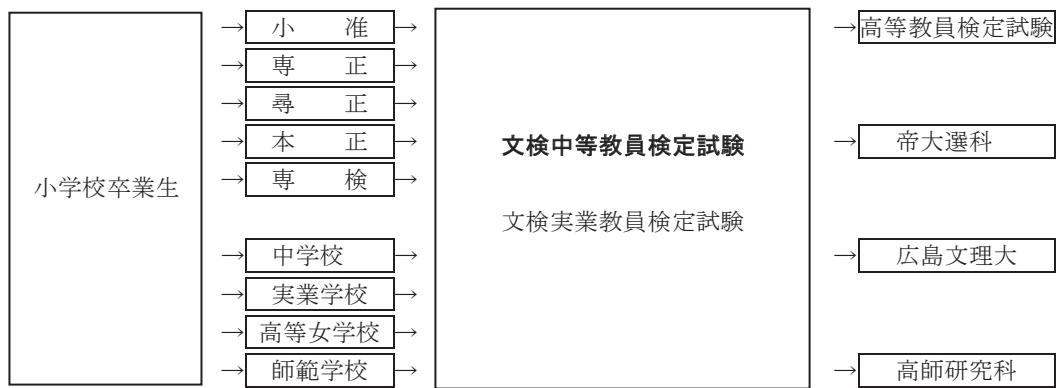 小学校卒業生
→ 小　准 →
→ 専　正 →
→ 尋　正 →
→ 本　正 →
→ 専　検 →
→ 中学校 →
→ 実業学校 →
→ 高等女学校 →
→ 師範学校 →
文検中等教員検定試験
文検実業教員検定試験
→ 高等教員検定試験
→ 帝大選科
→ 広島文理大
→ 高師研究科